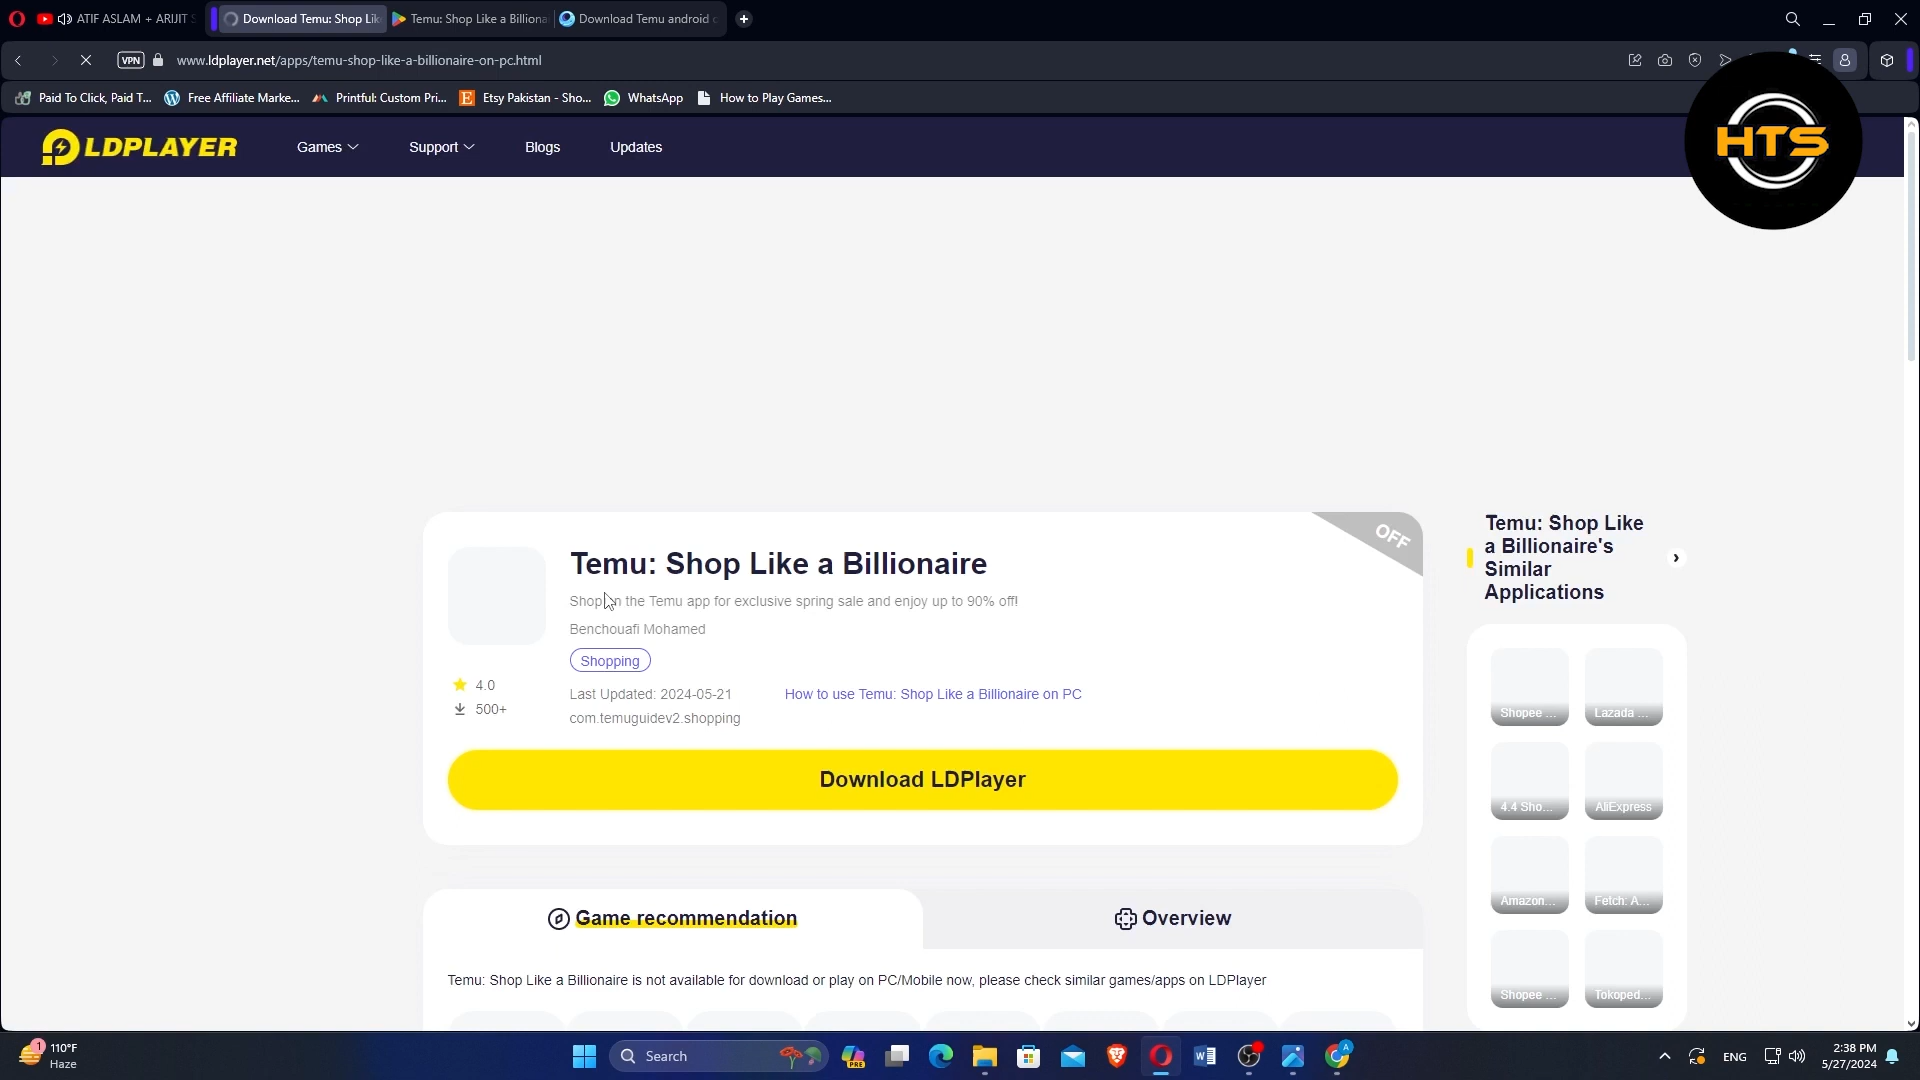 ATIF ASLAM + ARIJIT S
Download Temu: Shop Lik
Temu: Shop Like a Billiona
Download Temu android
VPN
www.ldplayer.net/apps/temu-shop-like-a-billionaire-on-pc.html
Paid To Click, Paid T...
Free Affiliate Marke...
Printful: Custom Pri...
Etsy Pakistan - Sho...
WhatsApp
How to Play Games...
HTS
LDPLAYER
Games
Support
Blogs
Updates
OFF
Temu: Shop Like a Billionaire
Shop on the Temu app for exclusive spring sale and enjoy up to 90% off!
Benchouafi Mohamed
Shopping
4.0
Last Updated: 2024-05-21
How to use Temu: Shop Like a Billionaire on PC
500+
com.temuguidev2.shopping
Download LDPlayer
Game recommendation
Overview
Temu: Shop Like a Billionaire is not available for download or play on PC/Mobile now, please check similar games/apps on LDPlayer
Temu: Shop Like
a Billionaire's
Similar
Applications
Shopee ...
Lazada ...
4.4 Sho...
AliExpress
Amazon...
Fetch: A...
Shopee ...
Tokoped...
1
110°F
Haze
Search
PRE
A
ENG
2:38 PM
5/27/2024